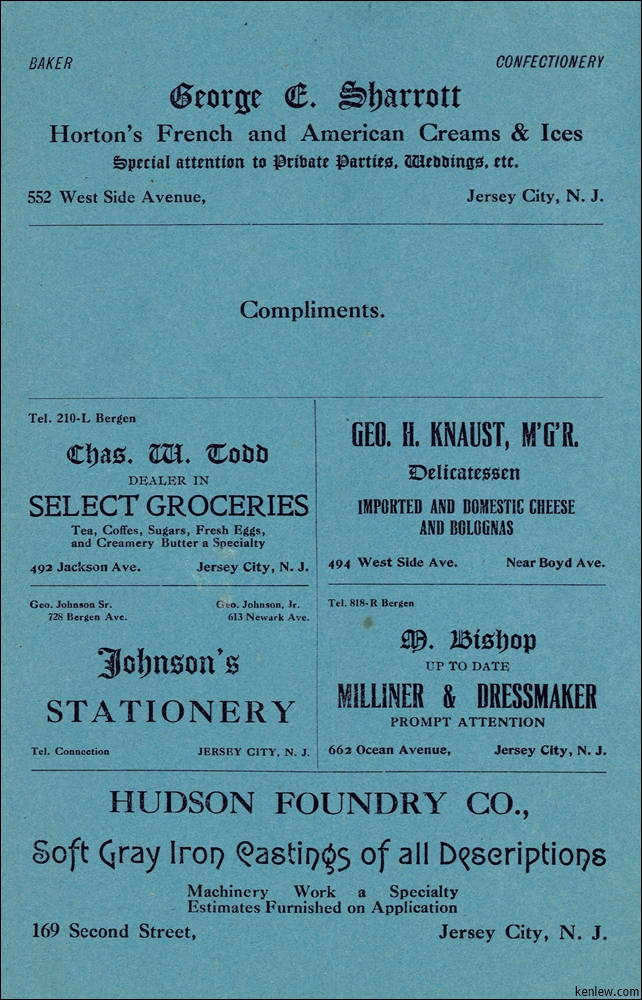 BAKER CONFECTIONERY
George E. Sharrott
Horton's French and American Creams & Ices
Special attention to Pribate Parties, Weddings, etc.
552 West Side Avenue, Jersey City, N. J.
Compliments.
Tel. 210-L Bergen
Chas. W. Todd
DEALER IN
SELECT GROCERIES
Tea, Coffes, Sugars, Fresh Eggs,
and Creamery Butter a Specialty
492 Jackson Ave. Jersey City, N. J.
GEO. H. KNAUST, M'G'R.
Delicatessen
IMPORTED AND DOMESTIC CHEESE
AND BOLOGNAS
494 West Side Ave. Near Boyd Ave.
Geo. Johnson Sr. Geo. Johnson, Jr.
728 Bergen Ave. 613 Newark Ave.
Johnson's
STATIONERY
Tel. Connection JERSEY CITY, N. J.
Tel. 818-R Bergen
M. Bishop
UP TO DATE
MILLINER & DRESSMAKER
PROMPT ATTENTION
662 Ocean Avenue, Jersey City, N. J.
HUDSON FOUNDRY CO.,
Soft Gray Iron Castings of all Descriptions
Machinery Work a Specialty
Estimates Furnished on Application
169 Second Street, Jersey City, N. J.
kenlew.com